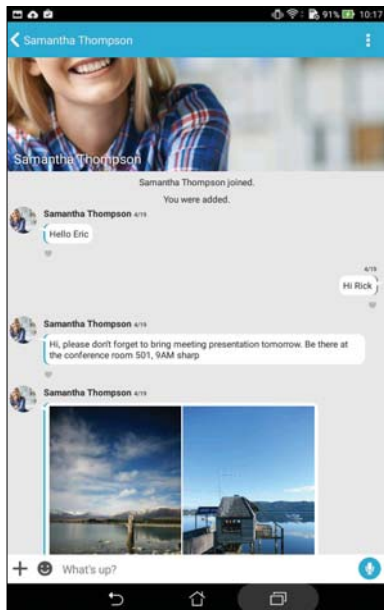 91% 10:17
Samantha Thompson
Samantha Thompson
Samantha Thompson joined.
You were added.
Samantha Thompson 4/19
Hello Eric
4/19
Hi Rick
Samantha Thompson 4/19
Hi, please don't forget to bring meeting presentation tomorrow. Be there at
the conference room 501, 9AM sharp
Samantha Thompson 4/19
What's up?